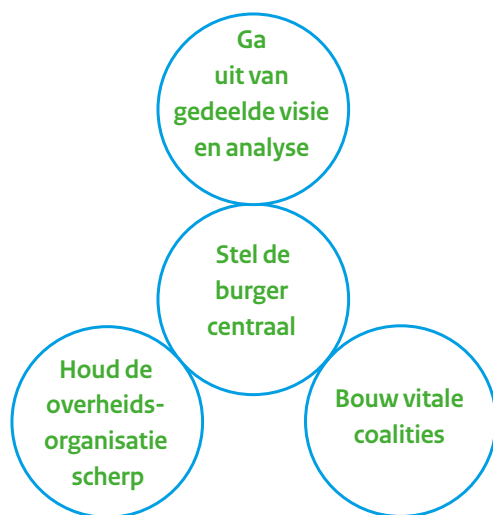 Ga
uit van
gedeelde visie
en analyse
Stel de
burger
centraal
Houd de
overheids-
organisatie
scherp
Bouw vitale
coalities